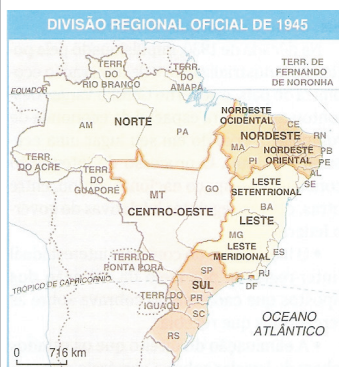 DIVISÃO REGIONAL OFICIAL DE 1945
TERR. DE
FERNANDO
DE NORONHA
TERR.
DO
RIO BRANCO
TERR.
DO
AMAPÁ
EQUADOR
NORDESTE
OCIDENTAL
CE
AM
NORTE
PA
MA
NORDESTE
RN
PB
PI
NORDESTE
ORIENTAL
PE
AL
SE
TERR.
DO ACRE
TERR.
DO
GUAPORÉ
LESTE
SETENTRIONAL
MT
GO
BA
CENTRO-OESTE
LESTE
MG
LESTE
MERIDIONAL
ES
TERR. DE
PONTA PORÃ
SP
RJ
DF
TRÓPICO DE CAPRICÓRNIO
TERR. DO
IGUAÇU
SUL
PR
SC
RS
OCEANO
ATLÂNTICO
0 716 km